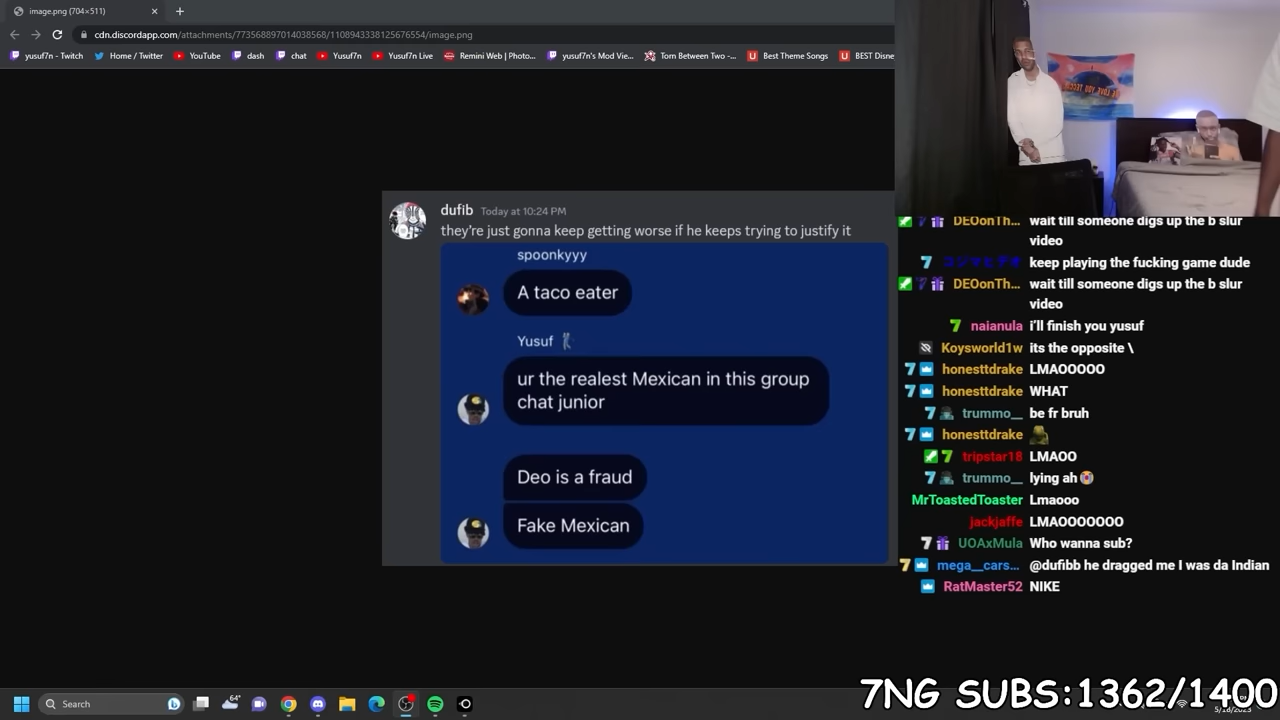 image.png (704×511)
cdn.discordapp.com/attachments/773568897014038568/1108943338125676554/image.png
yusuf7n - Twitch
Home / Twitter
YouTube
dash
chat
Yusuf7n
Yusuf7n Live
Remini Web | Photo...
yusuf7n's Mod Vie...
Tom Between Two -...
Best Theme Songs
BEST Disne
dufib Today at 10:24 PM
they're just gonna keep getting worse if he keeps trying to justify it
spoonkyyy
A taco eater
Yusuf
ur the realest Mexican in this group
chat junior
Deo is a fraud
Fake Mexican
DEOonTh... wait till someone digs up the b slur
video
keep playing the fucking game dude
DEOonTh... wait till someone digs up the b slur
video
naianula i'll finish you yusuf
Koysworld1w its the opposite \
honesttdrake LMAOOOOO
honesttdrake WHAT
trummo__ be fr bruh
honesttdrake
tripstar18 LMAOO
trummo__ lying ah
MrToastedToaster Lmaooo
jackjaffe LMAOOOOOOO
UOAxMula Who wanna sub?
mega__cars... @dufibb he dragged me I was da Indian
RatMaster52 NIKE
Search
64°
7NG SUBS:1362/1400